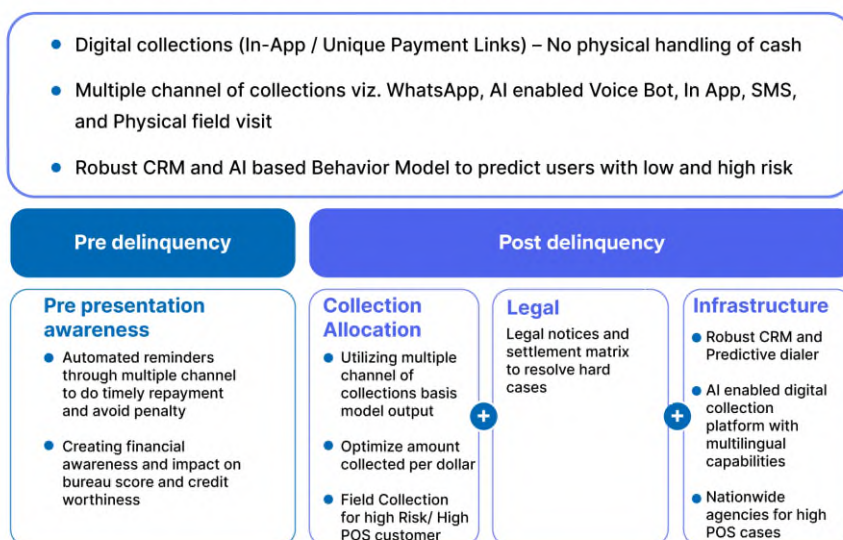 Digital collections (In-App / Unique Payment Links) – No physical handling of cash
Multiple channel of collections viz. WhatsApp, AI enabled Voice Bot, In App, SMS,
and Physical field visit
Robust CRM and AI based Behavior Model to predict users with low and high risk
Pre delinquency
Post delinquency
Pre presentation
awareness
Automated reminders
through multiple channel
to do timely repayment
and avoid penalty
Creating financial
awareness and impact on
bureau score and credit
worthiness
Collection
Allocation
Utilizing multiple
channel of
collections basis
model output
Optimize amount
collected per dollar
Field Collection
for high Risk/ High
POS customer
+
Legal
Legal notices and
settlement matrix
to resolve hard
cases
+
Infrastructure
Robust CRM and
Predictive dialer
AI enabled digital
collection
platform with
multilingual
capabilities
Nationwide
agencies for high
POS cases